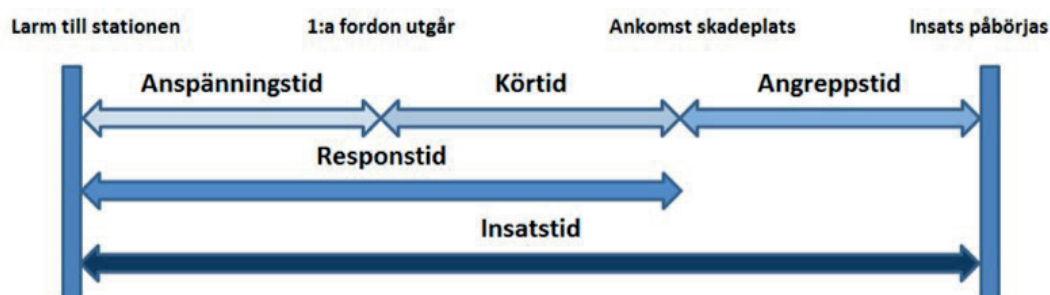 Larm till stationen 1:a fordon utgår Ankomst skadeplats Insats påbörjas
Anspänningstid Körtid Angreppstid
Responstid
Insatstid